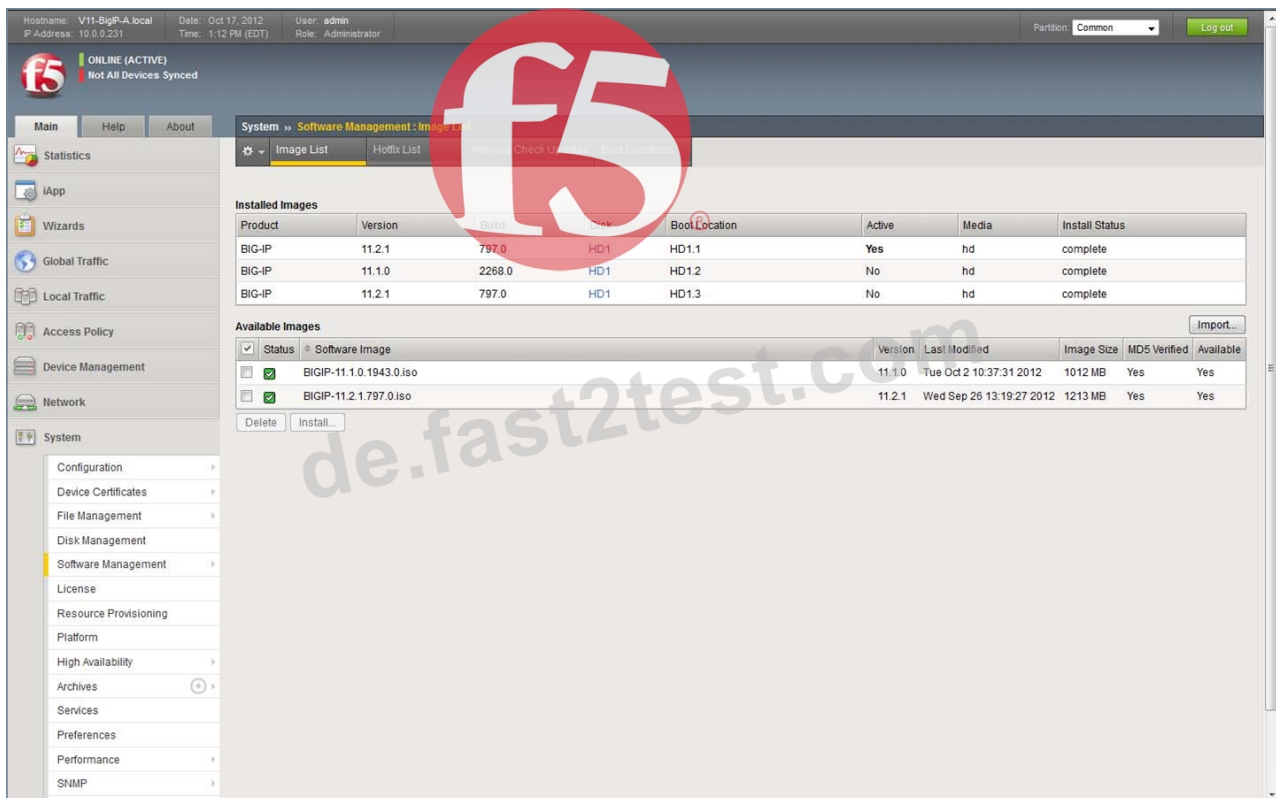 Hostname: V11-BigIP-A.local Date: Oct 17, 2012 User: admin
IP Address: 10.0.0.231 Time: 1:12 PM (EDT) Role: Administrator
Partition: Common Log out
f5
ONLINE (ACTIVE)
Not All Devices Synced
f5
®
Main Help About
System » Software Management : Image List
Image List Hotfix List Antivirus Check Updates Boot Locations
Statistics
iApp
Wizards
Global Traffic
Local Traffic
Access Policy
Device Management
Network
System
Configuration
Device Certificates
File Management
Disk Management
Software Management
License
Resource Provisioning
Platform
High Availability
Archives
Services
Preferences
Performance
SNMP
Installed Images
Product Version Build Disk Boot Location Active Media Install Status
BIG-IP 11.2.1 797.0 HD1 HD1.1 Yes hd complete
BIG-IP 11.1.0 2268.0 HD1 HD1.2 No hd complete
BIG-IP 11.2.1 797.0 HD1 HD1.3 No hd complete
Available Images Import...
Status Software Image Version Last Modified Image Size MD5 Verified Available
BIGIP-11.1.0.1943.0.iso 11.1.0 Tue Oct 2 10:37:31 2012 1012 MB Yes Yes
BIGIP-11.2.1.797.0.iso 11.2.1 Wed Sep 26 13:19:27 2012 1213 MB Yes Yes
Delete Install...
de.fast2test.com